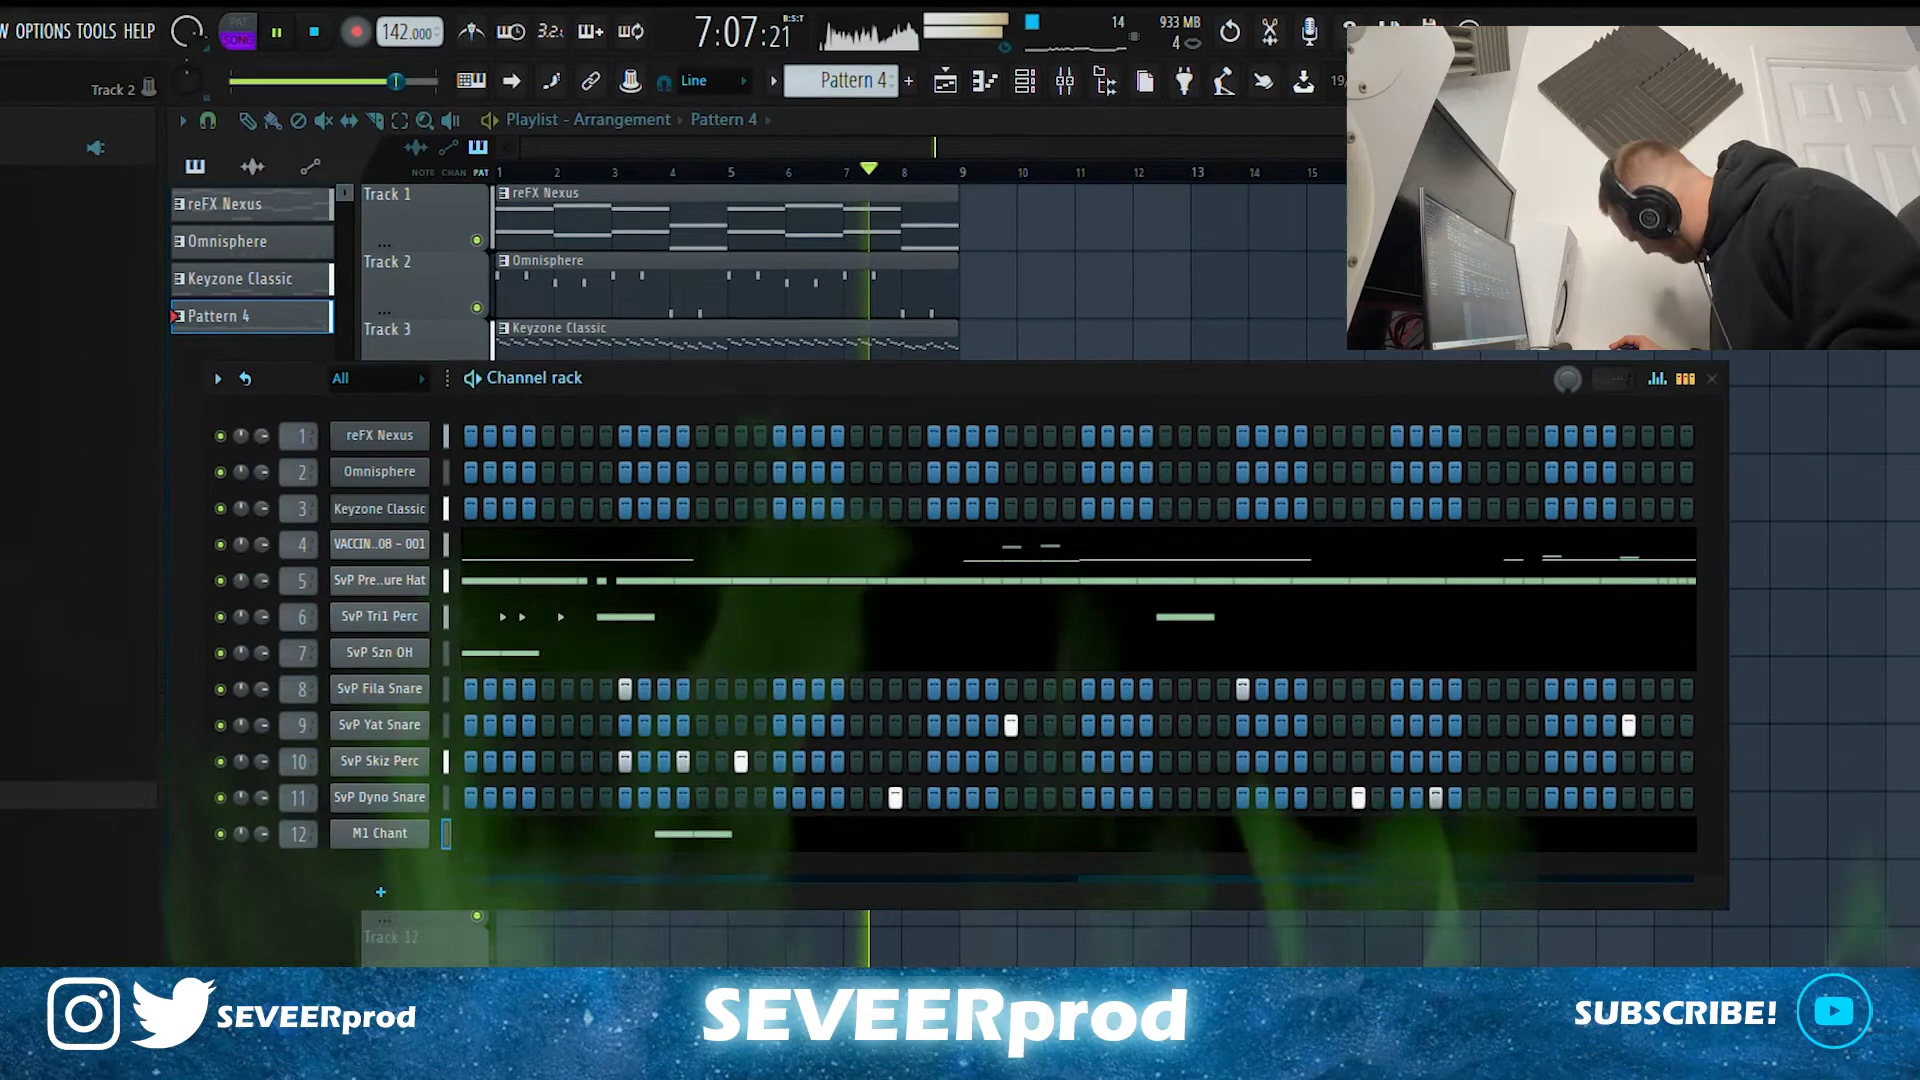 W OPTIONS TOOLS HELP
PAT
SONG
142.000
3.2.
7:07:21
B:S:T
14
933 MB
4
Track 2
Line
Pattern 4
+
19/
Playlist - Arrangement
Pattern 4
NOTE CHAN PAT
1 2 3 4 5 6 7 8 9 10 11 12 13 14 15
reFX Nexus
Omnisphere
Keyzone Classic
Pattern 4
Track 1
reFX Nexus
Track 2
Omnisphere
Track 3
Keyzone Classic
All
Channel rack
1 reFX Nexus
2 Omnisphere
3 Keyzone Classic
4 VACCIN..08 - 001
5 SvP Pre..ure Hat
6 SvP Tri1 Perc
7 SvP Szn OH
8 SvP Fila Snare
9 SvP Yat Snare
10 SvP Skiz Perc
11 SvP Dyno Snare
12 M1 Chant
+
Track 12
SEVEERprod
SEVEERprod
SUBSCRIBE!